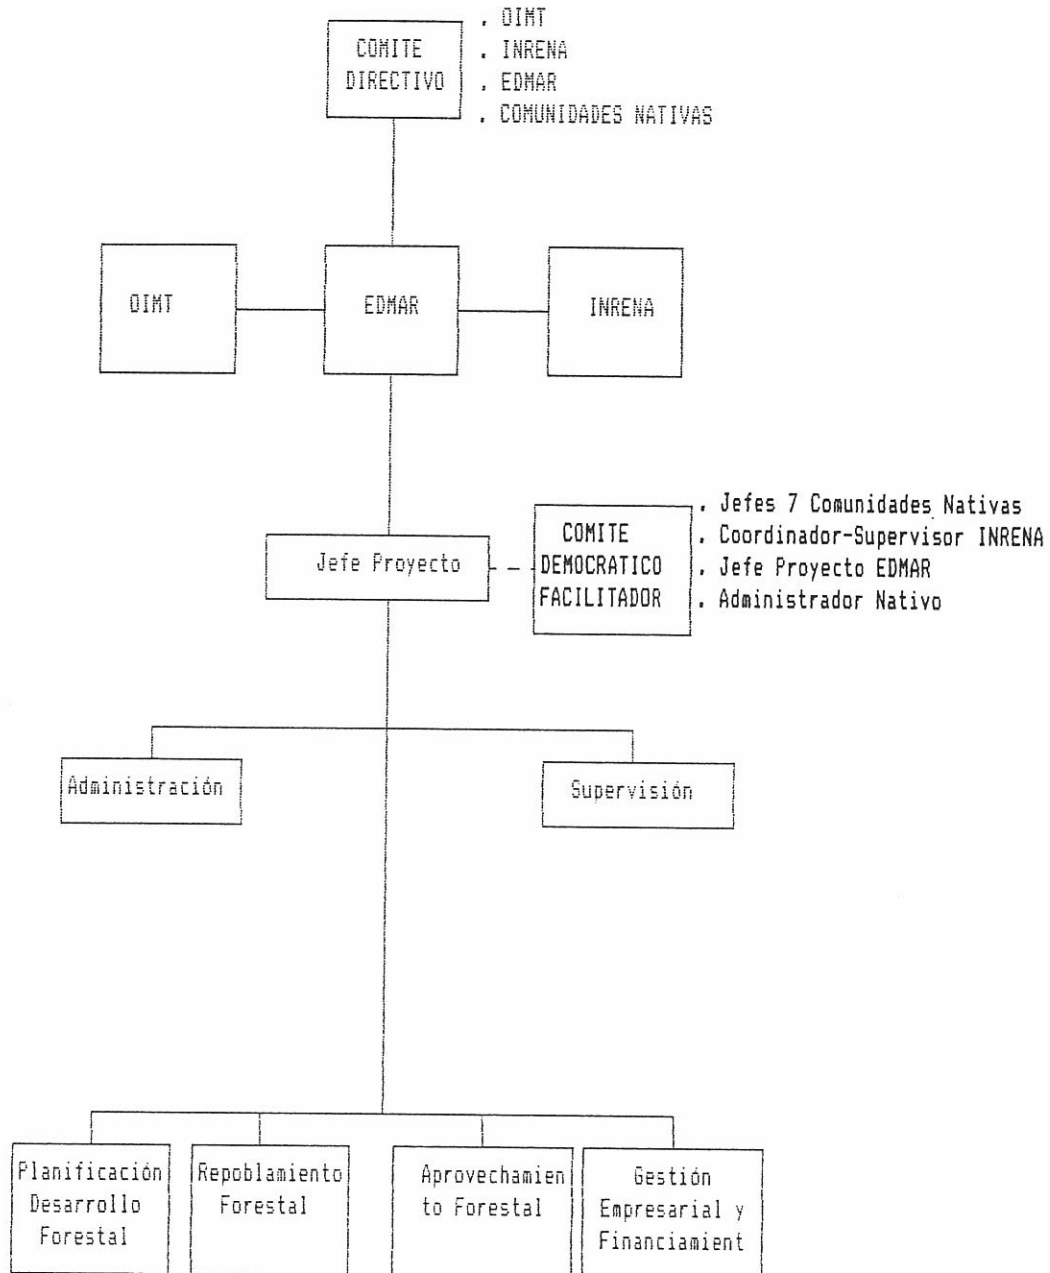 COMITE
DIRECTIVO
. OIMT
. INRENA
. EDMAR
. COMUNIDADES NATIVAS
OIMT
EDMAR
INRENA
Jefe Proyecto
COMITE
DEMOCRATICO
FACILITADOR
. Jefes 7 Comunidades Nativas
. Coordinador-Supervisor INRENA
. Jefe Proyecto EDMAR
. Administrador Nativo
Administración
Supervisión
Planificación
Desarrollo
Forestal
Repoblamiento
Forestal
Aprovechamien
to Forestal
Gestión
Empresarial y
Financiamient